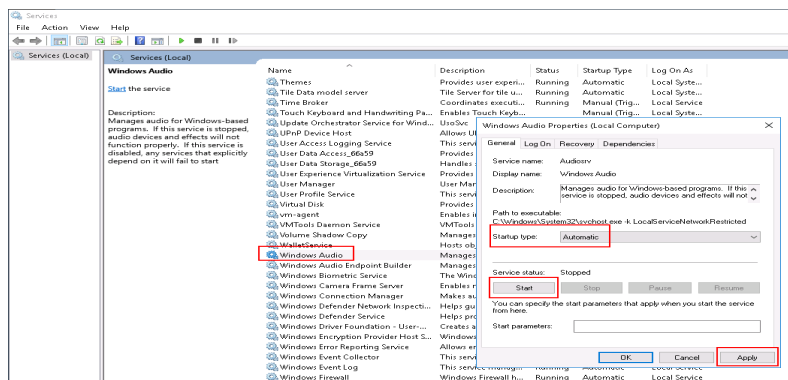 Services
File Action View Help
Services (Local)
Services (Local)
Windows Audio
Start the service
Description:
Manages audio for Windows-based
programs. If this service is stopped,
audio devices and effects will not
function properly. If this service is
disabled, any services that explicitly
depend on it will fail to start
Name Description Status Startup Type Log On As
Themes Provides user experi... Running Automatic Local Syste...
Tile Data model server Tile Server for tile u... Running Automatic Local Syste...
Time Broker Coordinates executi... Running Manual (Trig... Local Service
Touch Keyboard and Handwriting Pa... Enables Touch Keyb... Manual (Trig... Local Syste...
Update Orchestrator Service for Wind... UsoSvc
UPnP Device Host Allows U
User Access Logging Service This servi
User Data Access_66a59 Provides
User Data Storage_66a59 Handles
User Experience Virtualization Service Provides
User Manager User Man
User Profile Service This servi
Virtual Disk Provides
vm-agent Enables i
VMTools Daemon Service VMTools
Volume Shadow Copy Manages
WalletService Hosts ob
Windows Audio Manages
Windows Audio Endpoint Builder Manages
Windows Biometric Service The Winc
Windows Camera Frame Server Enables r
Windows Connection Manager Makes au
Windows Defender Network Inspecti... Helps gu
Windows Defender Service Helps pro
Windows Driver Foundation - User-... Creates a
Windows Encryption Provider Host S... Windows
Windows Error Reporting Service Allows er
Windows Event Collector This servi
Windows Event Log This service manag... Running Automatic Local Service
Windows Firewall Windows Firewall h... Running Automatic Local Service
Windows Audio Properties (Local Computer)
General Log On Recovery Dependencies
Service name: Audiosrv
Display name: Windows Audio
Description: Manages audio for Windows-based programs. If this
service is stopped, audio devices and effects will not
Path to executable:
C:\Windows\System32\svchost.exe -k LocalServiceNetworkRestricted
Startup type: Automatic
Service status: Stopped
Start Stop Pause Resume
You can specify the start parameters that apply when you start the service
from here.
Start parameters:
OK Cancel Apply